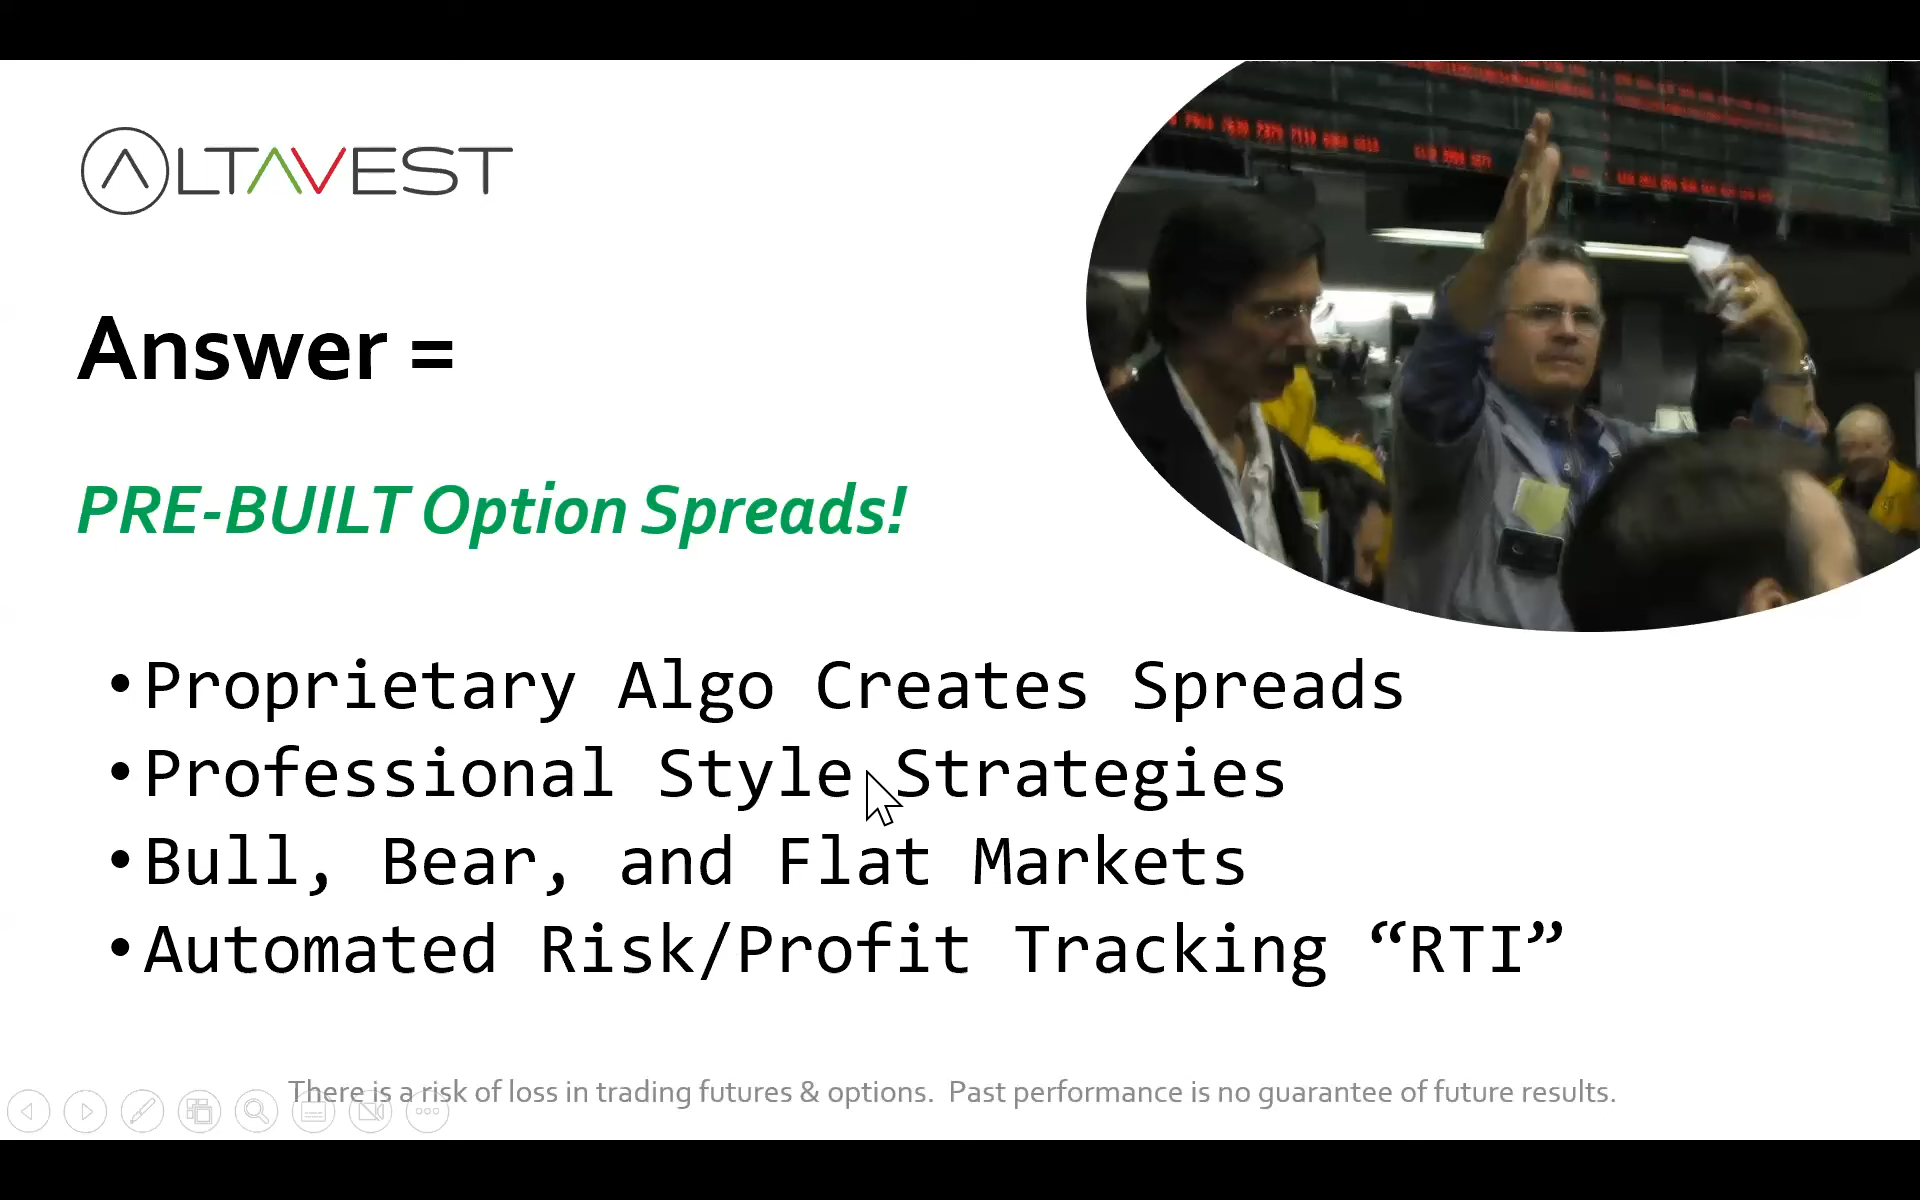 ALTAVEST
Answer =
PRE-BUILT Option Spreads!
•Proprietary Algo Creates Spreads
•Professional Style Strategies
•Bull, Bear, and Flat Markets
•Automated Risk/Profit Tracking “RTI”
There is a risk of loss in trading futures & options.  Past performance is no guarantee of future results.